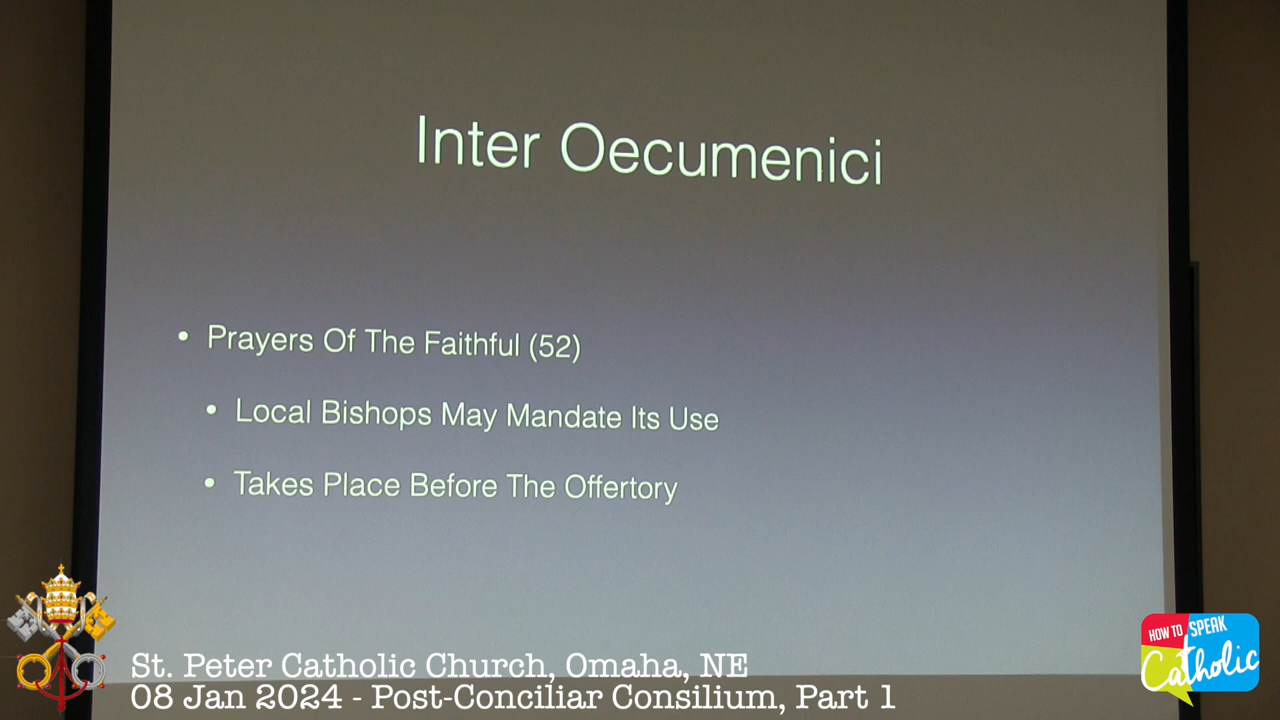 Inter Oecumenici
• Prayers Of The Faithful (52)
• Local Bishops May Mandate Its Use
• Takes Place Before The Offertory
St. Peter Catholic Church, Omaha, NE
08 Jan 2024 - Post-Conciliar Consilium, Part 1
HOW TO SPEAK
Catholic